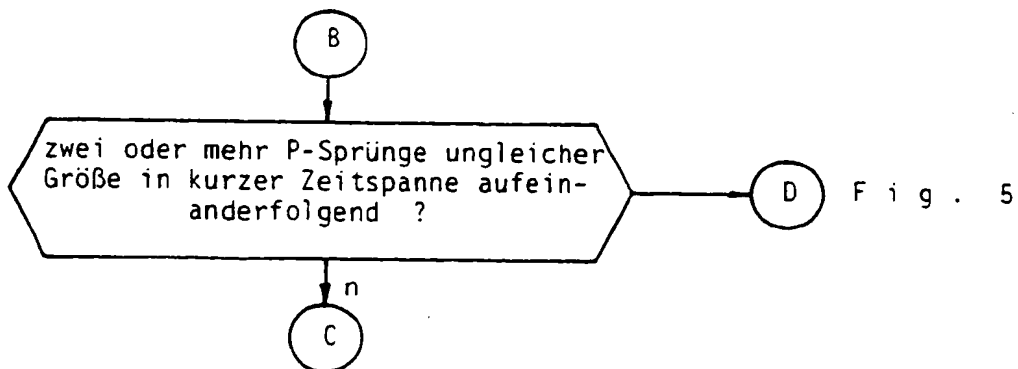 B
zwei oder mehr P-Sprünge ungleicher
Größe in kurzer Zeitspanne aufein-
anderfolgend ?
D F i g . 5
n
C